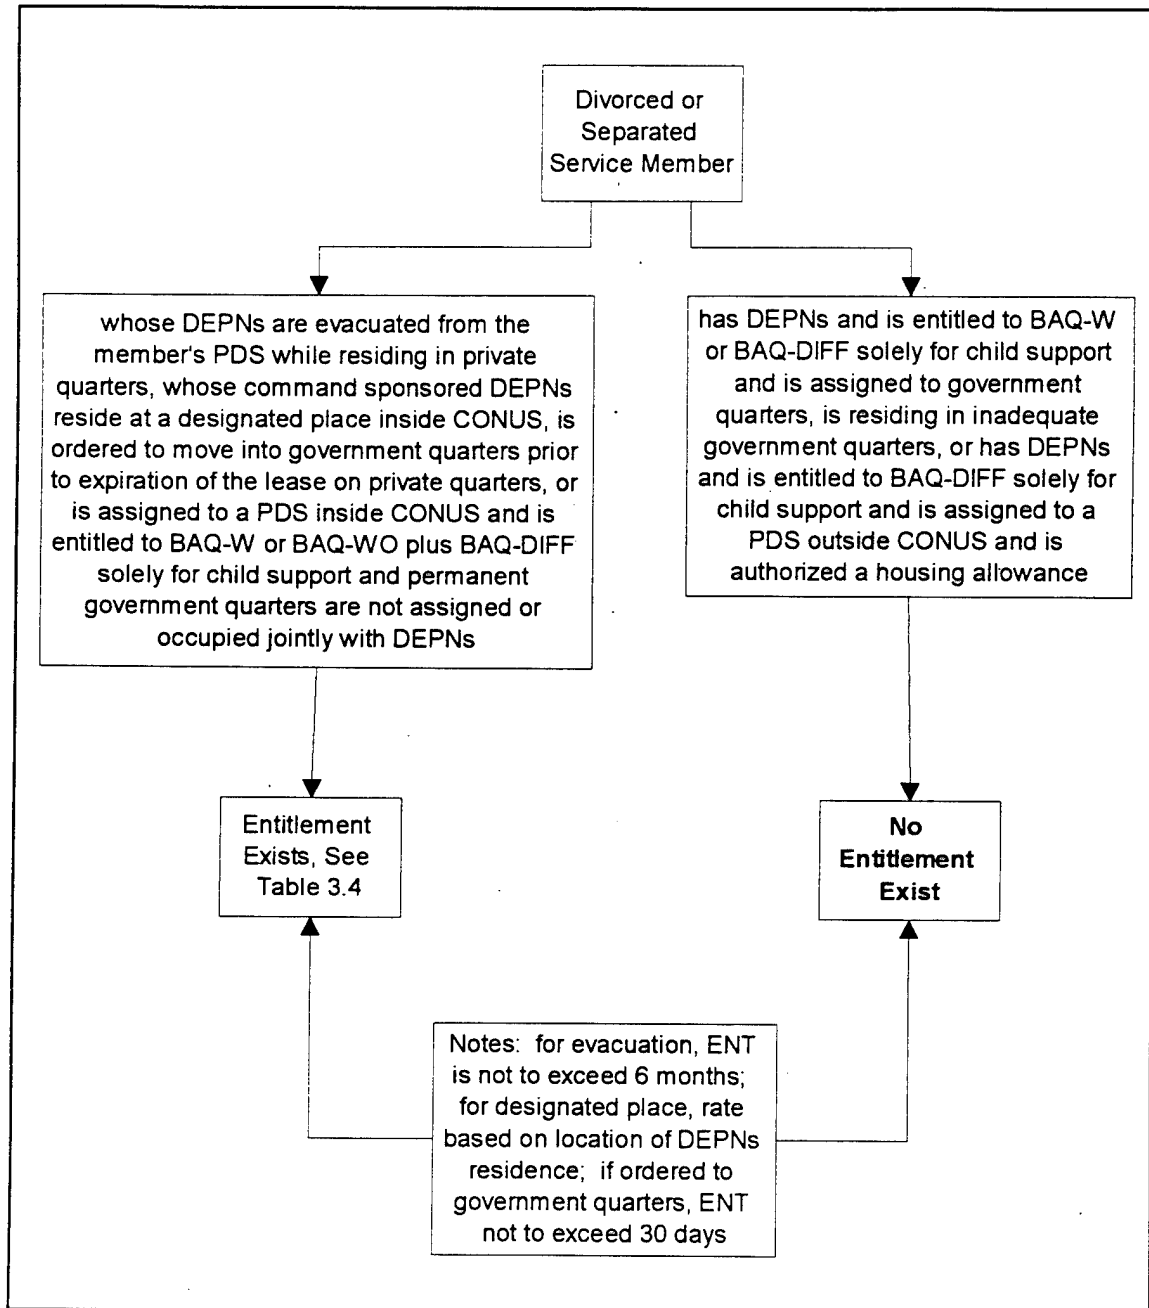 Divorced or
Separated
Service Member
whose DEPNs are evacuated from the
member's PDS while residing in private
quarters, whose command sponsored DEPNs
reside at a designated place inside CONUS, is
ordered to move into government quarters prior
to expiration of the lease on private quarters, or
is assigned to a PDS inside CONUS and is
entitled to BAQ-W or BAQ-WO plus BAQ-DIFF
solely for child support and permanent
government quarters are not assigned or
occupied jointly with DEPNs
has DEPNs and is entitled to BAQ-W
or BAQ-DIFF solely for child support
and is assigned to government
quarters, is residing in inadequate
government quarters, or has DEPNs
and is entitled to BAQ-DIFF solely for
child support and is assigned to a
PDS outside CONUS and is
authorized a housing allowance
Entitlement
Exists, See
Table 3.4
No
Entitlement
Exist
Notes: for evacuation, ENT
is not to exceed 6 months;
for designated place, rate
based on location of DEPNs
residence; if ordered to
government quarters, ENT
not to exceed 30 days